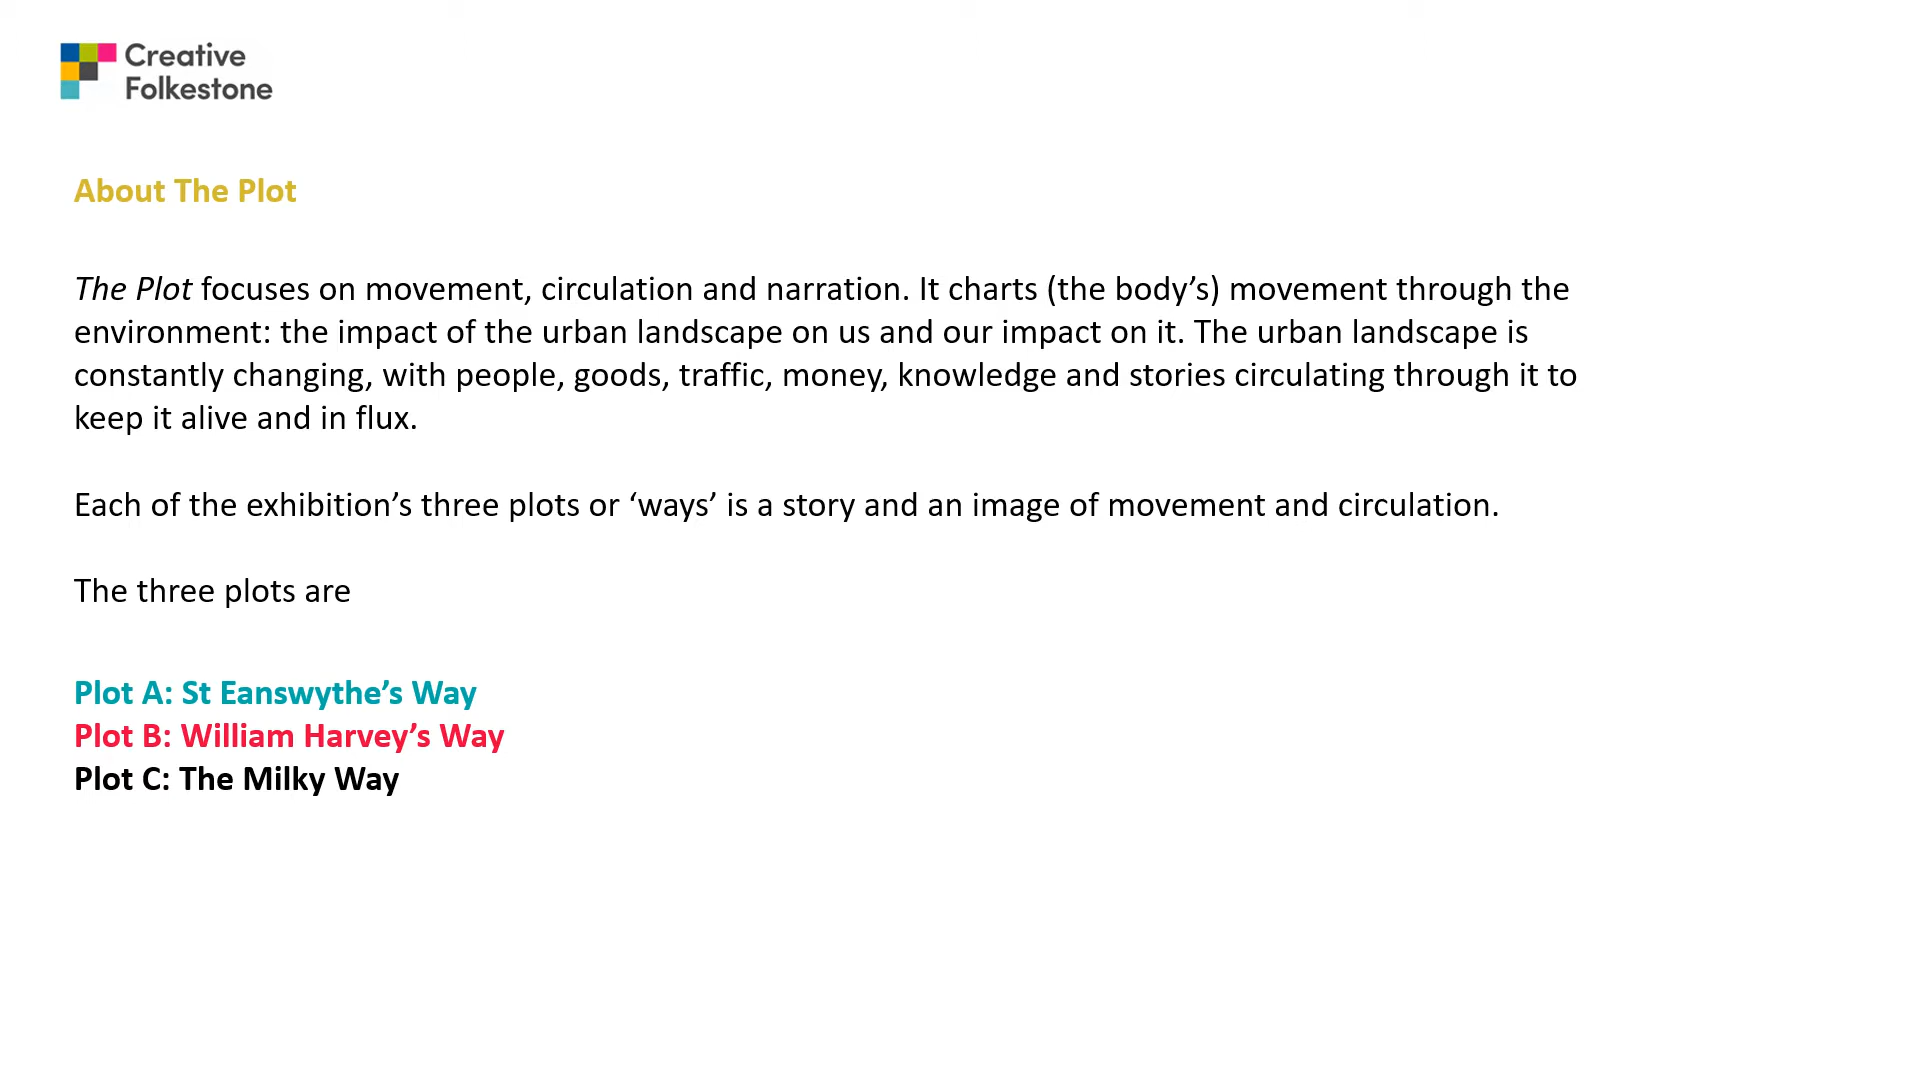 Creative
Folkestone
About The Plot
The Plot focuses on movement, circulation and narration. It charts (the body’s) movement through the
environment: the impact of the urban landscape on us and our impact on it. The urban landscape is
constantly changing, with people, goods, traffic, money, knowledge and stories circulating through it to
keep it alive and in flux.
Each of the exhibition’s three plots or ‘ways’ is a story and an image of movement and circulation.
The three plots are
Plot A: St Eanswythe’s Way
Plot B: William Harvey’s Way
Plot C: The Milky Way